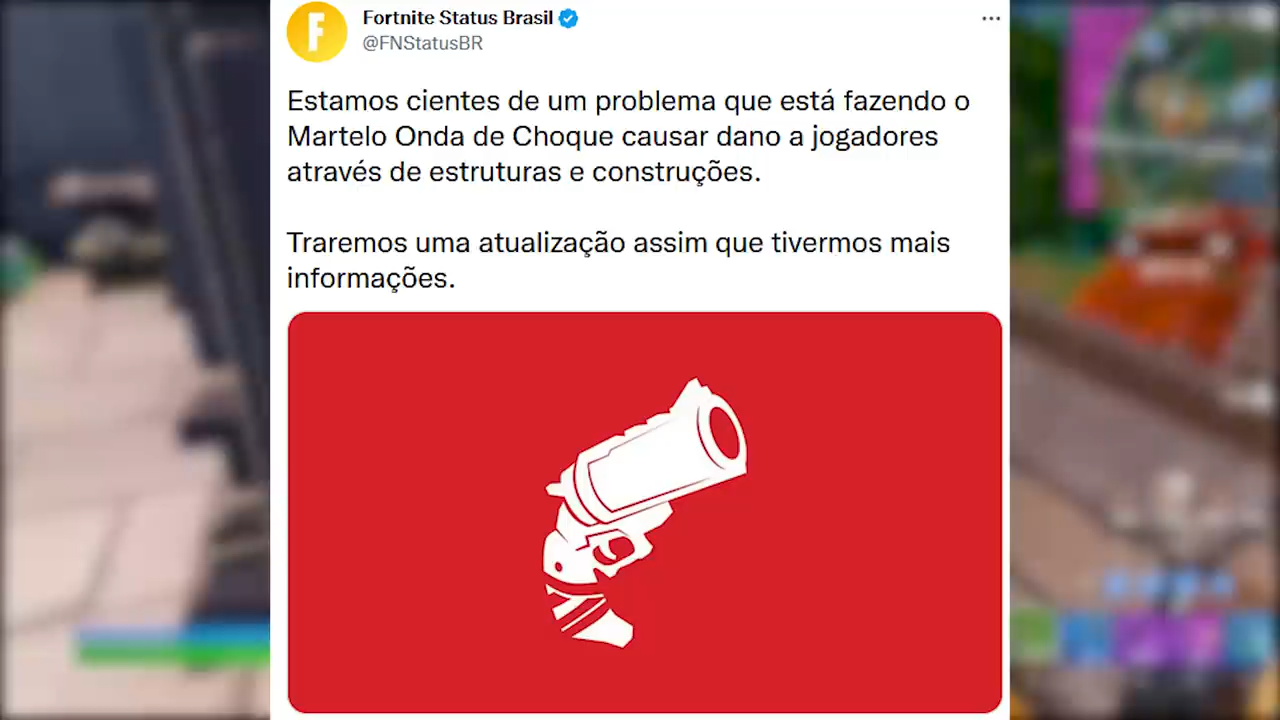 Fortnite Status Brasil
@FNStatusBR
Estamos cientes de um problema que está fazendo o
Martelo Onda de Choque causar dano a jogadores
através de estruturas e construções.
Traremos uma atualização assim que tivermos mais
informações.